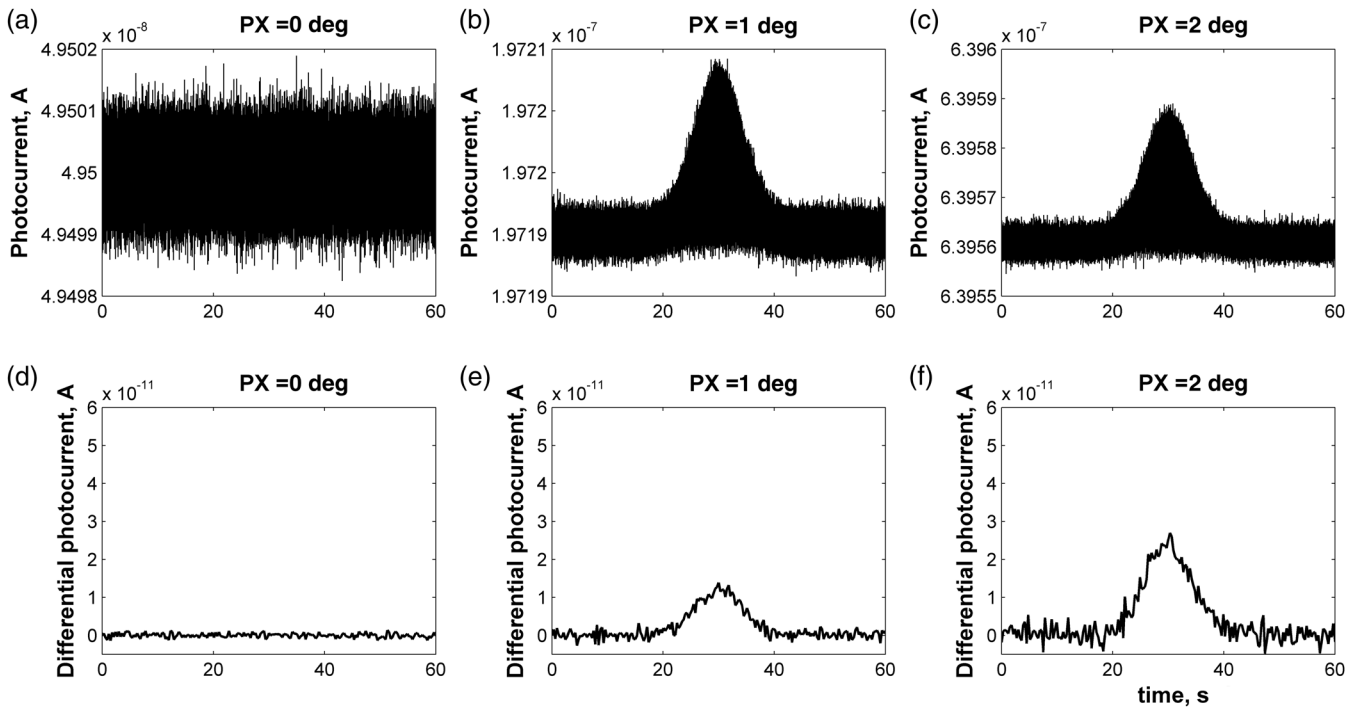 (a)
PX =0 deg
x 10-8
Photocurrent, A
4.9502
4.9501
4.95
4.9499
4.9498
0 20 40 60
(b)
PX =1 deg
x 10-7
Photocurrent, A
1.9721
1.972
1.972
1.9719
1.9719
0 20 40 60
(c)
PX =2 deg
x 10-7
Photocurrent, A
6.396
6.3959
6.3958
6.3957
6.3956
6.3955
0 20 40 60
(d)
PX =0 deg
x 10-11
Differential photocurrent, A
6
5
4
3
2
1
0
0 20 40 60
(e)
PX =1 deg
x 10-11
Differential photocurrent, A
6
5
4
3
2
1
0
0 20 40 60
(f)
PX =2 deg
x 10-11
Differential photocurrent, A
6
5
4
3
2
1
0
0 20 40 60
time, s